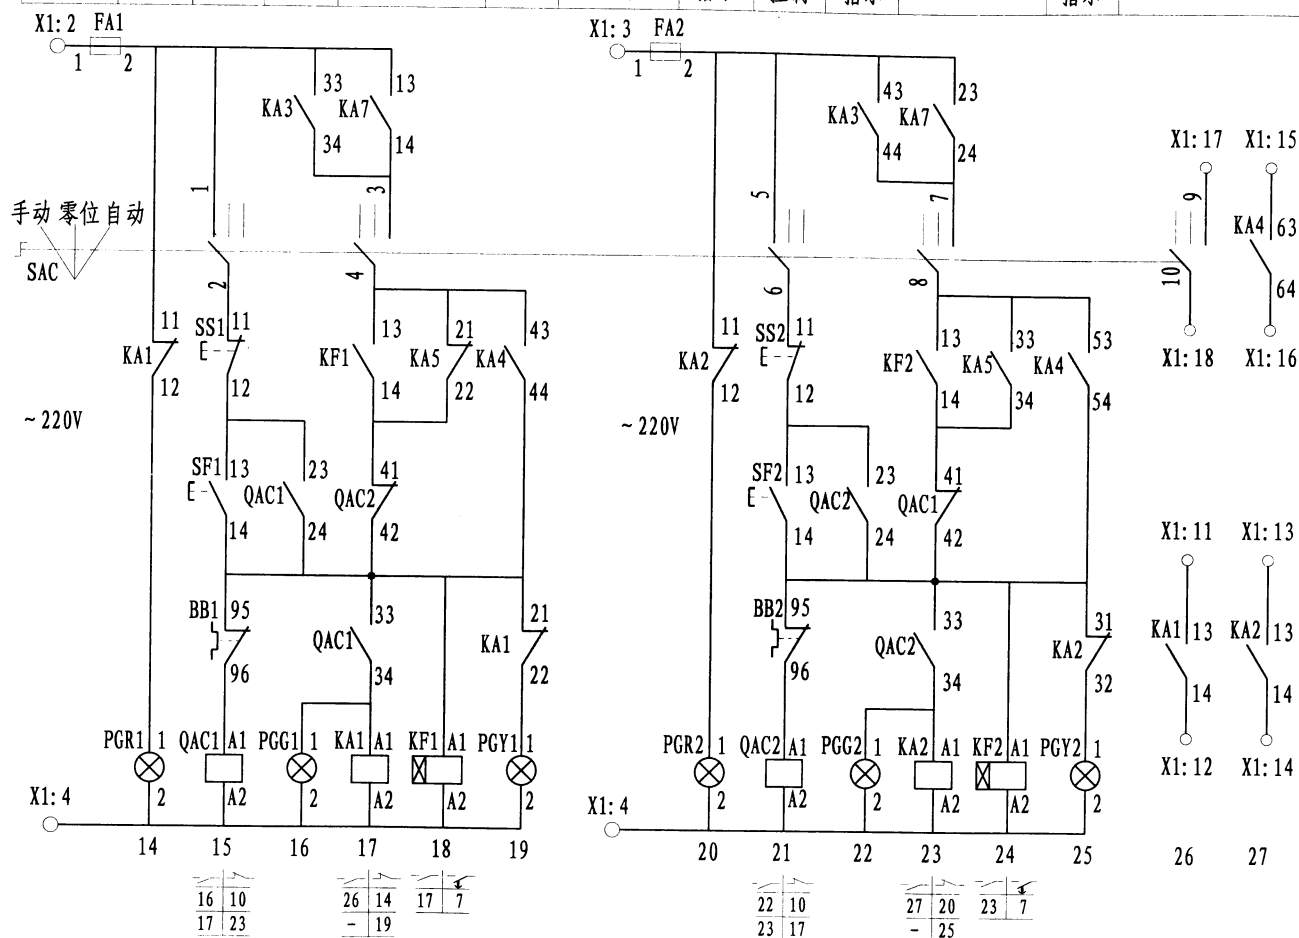 X1:2 FA1 X1:3 FA2
1 2 1 2
33 13 43 23
KA3 KA7 KA3 KA7
34 14 44 24
X1:17 X1:15
1 3 5 7 9
手动 零位 自动
KA4 63
SAC 2 4 6 8 10
64
11 SS1 11 13 21 43 11 SS2 11 13 33 53
KA1 KF1 KA5 KA4 KA2 KF2 KA5 KA4 X1:18 X1:16
12 12 14 22 44 12 12 14 34 54
~220V ~220V
SF1 13 23 41 SF2 13 23 41
QAC1 QAC2 QAC2 QAC1
14 24 42 14 24 42
X1:11 X1:13
BB1 95 33 21 BB2 95 33 31
QAC1 KA1 QAC2 KA2 KA1 13 KA2 13
96 34 22 96 34 32
14 14
PGR1 1 QAC1 A1 PGG1 1 KA1 A1 KF1 A1 PGY1 1 PGR2 1 QAC2 A1 PGG2 1 KA2 A1 KF2 A1 PGY2 1
X1:12 X1:14
2 A2 2 A2 A2 2 2 A2 2 A2 A2 2
X1:4 X1:4
14 15 16 17 18 19 20 21 22 23 24 25 26 27
16 10 26 14 17 7 22 10 27 20 23 7
17 23 - 19 23 17 - 25